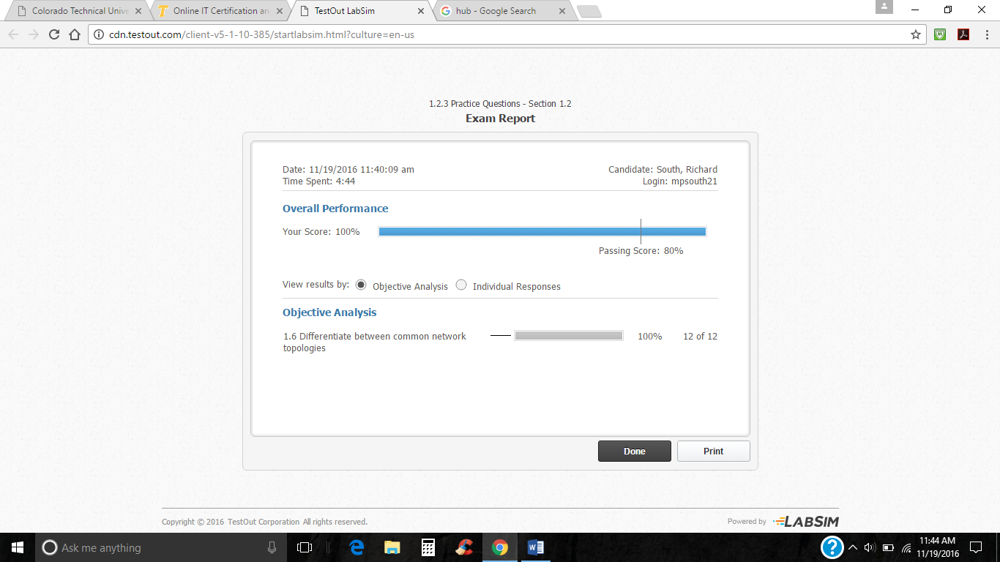 Colorado Technical Unive
Online IT Certification an
TestOut LabSim
hub - Google Search
cdn.testout.com/client-v5-1-10-385/startlabsim.html?culture=en-us
1.2.3 Practice Questions - Section 1.2
Exam Report
Date: 11/19/2016 11:40:09 am
Candidate: South, Richard
Time Spent: 4:44
Login: mpsouth21
Overall Performance
Your Score: 100%
Passing Score: 80%
View results by: Objective Analysis Individual Responses
Objective Analysis
1.6 Differentiate between common network
topologies
100% 12 of 12
Done Print
Copyright © 2016 TestOut Corporation All rights reserved.
Powered by LABSIM
Ask me anything
11:44 AM
11/19/2016